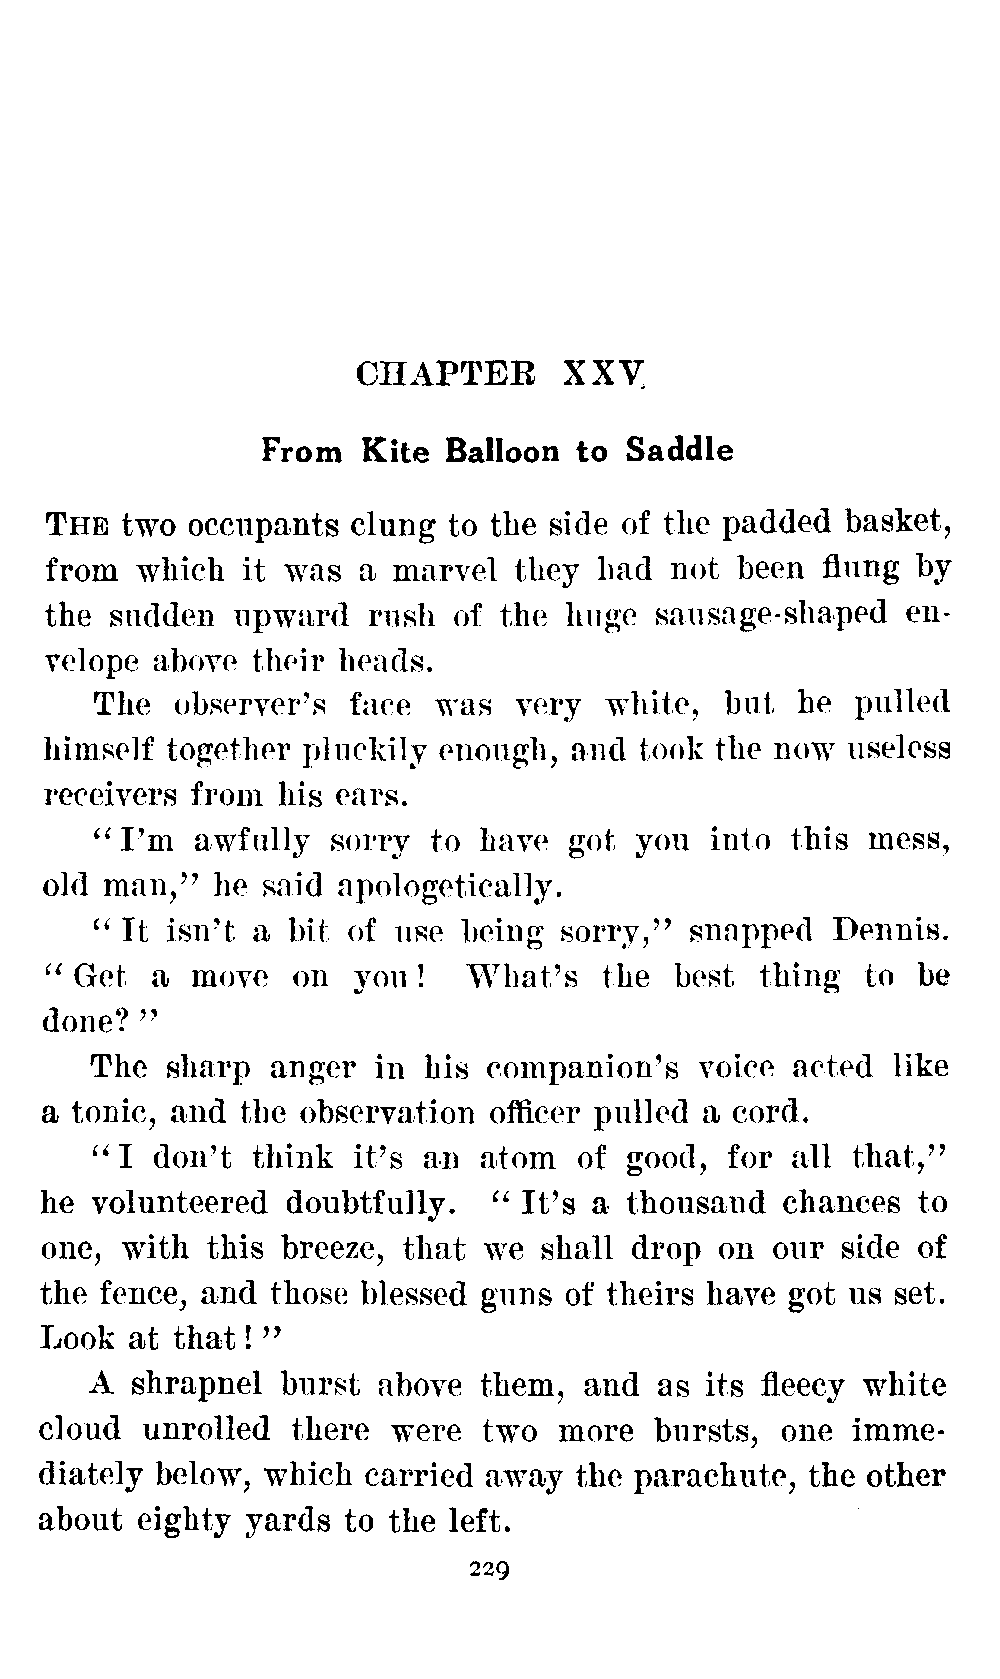 CHAPTER XXV.
From Kite Balloon to Saddle
THE two occupants clung to the side of the padded basket,
from which it was a marvel they had not been flung by
the sudden upward rush of the huge sausage-shaped en-
velope above their heads.
The observer's face was very white, but he pulled
himself together pluckily enough, and took the now useless
receivers from his ears.
"I'm awfully sorry to have got you into this mess,
old man," he said apologetically.
"It isn't a bit of use being sorry," snapped Dennis.
"Get a move on you! What's the best thing to be
done?"
The sharp anger in his companion's voice acted like
a tonic, and the observation officer pulled a cord.
"I don't think it's an atom of good, for all that,"
he volunteered doubtfully. "It's a thousand chances to
one, with this breeze, that we shall drop on our side of
the fence, and those blessed guns of theirs have got us set.
Look at that!"
A shrapnel burst above them, and as its fleecy white
cloud unrolled there were two more bursts, one imme-
diately below, which carried away the parachute, the other
about eighty yards to the left.
229